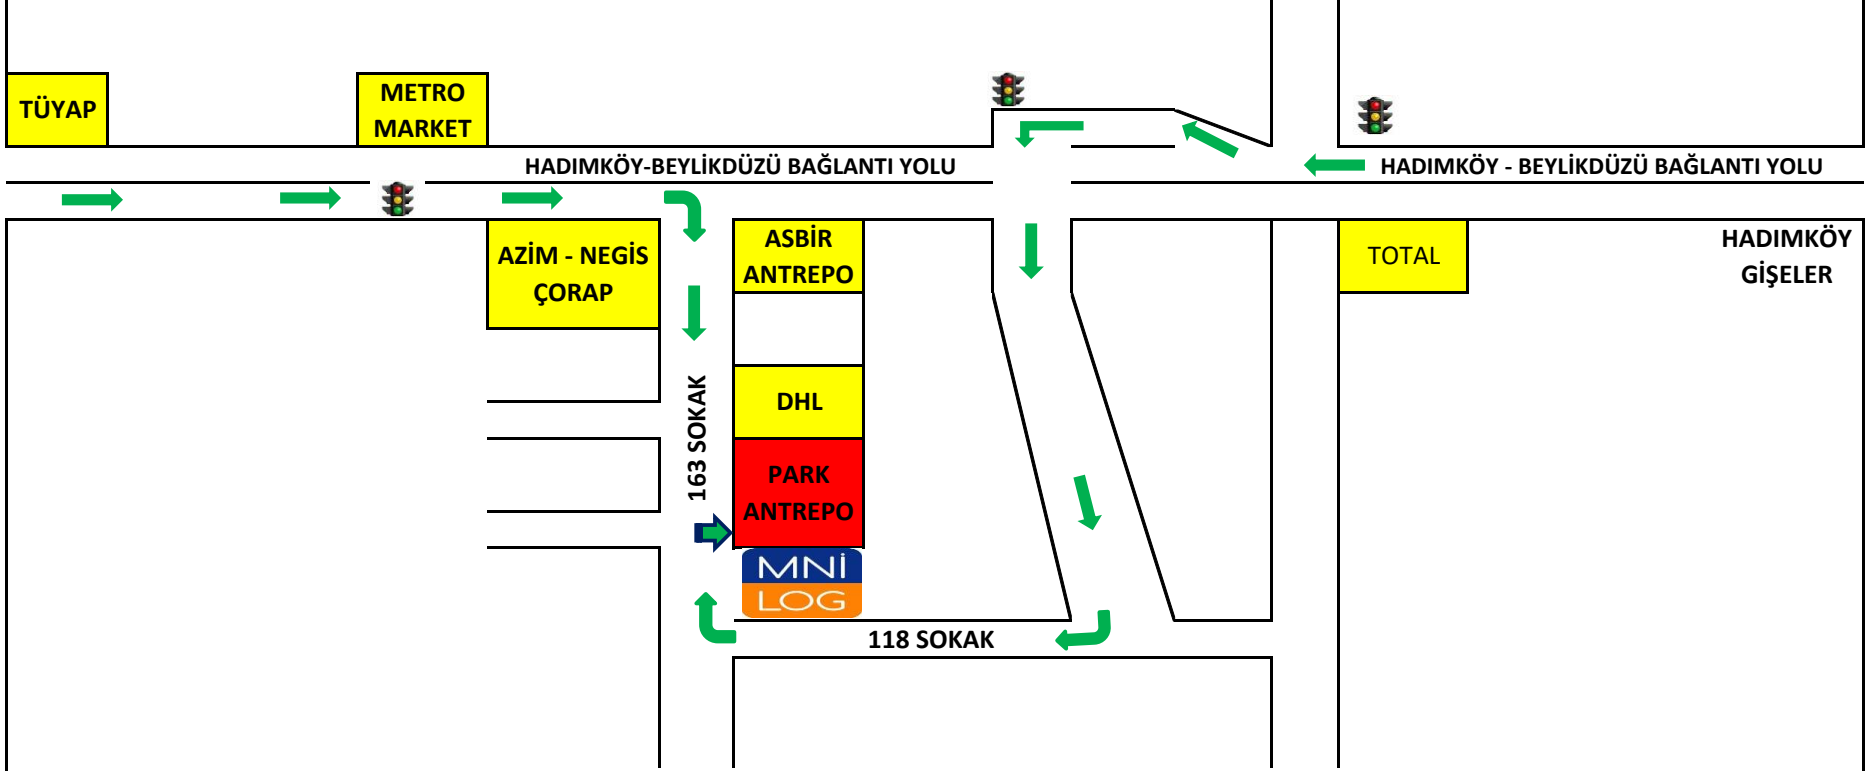 TÜYAP
METRO
MARKET
HADIMKÖY-BEYLİKDÜZÜ BAĞLANTI YOLU
HADIMKÖY - BEYLİKDÜZÜ BAĞLANTI YOLU
AZİM - NEGİS
ÇORAP
ASBİR
ANTREPO
TOTAL
HADIMKÖY
GİŞELER
163 SOKAK
DHL
PARK
ANTREPO
MNİ
LOG
118 SOKAK